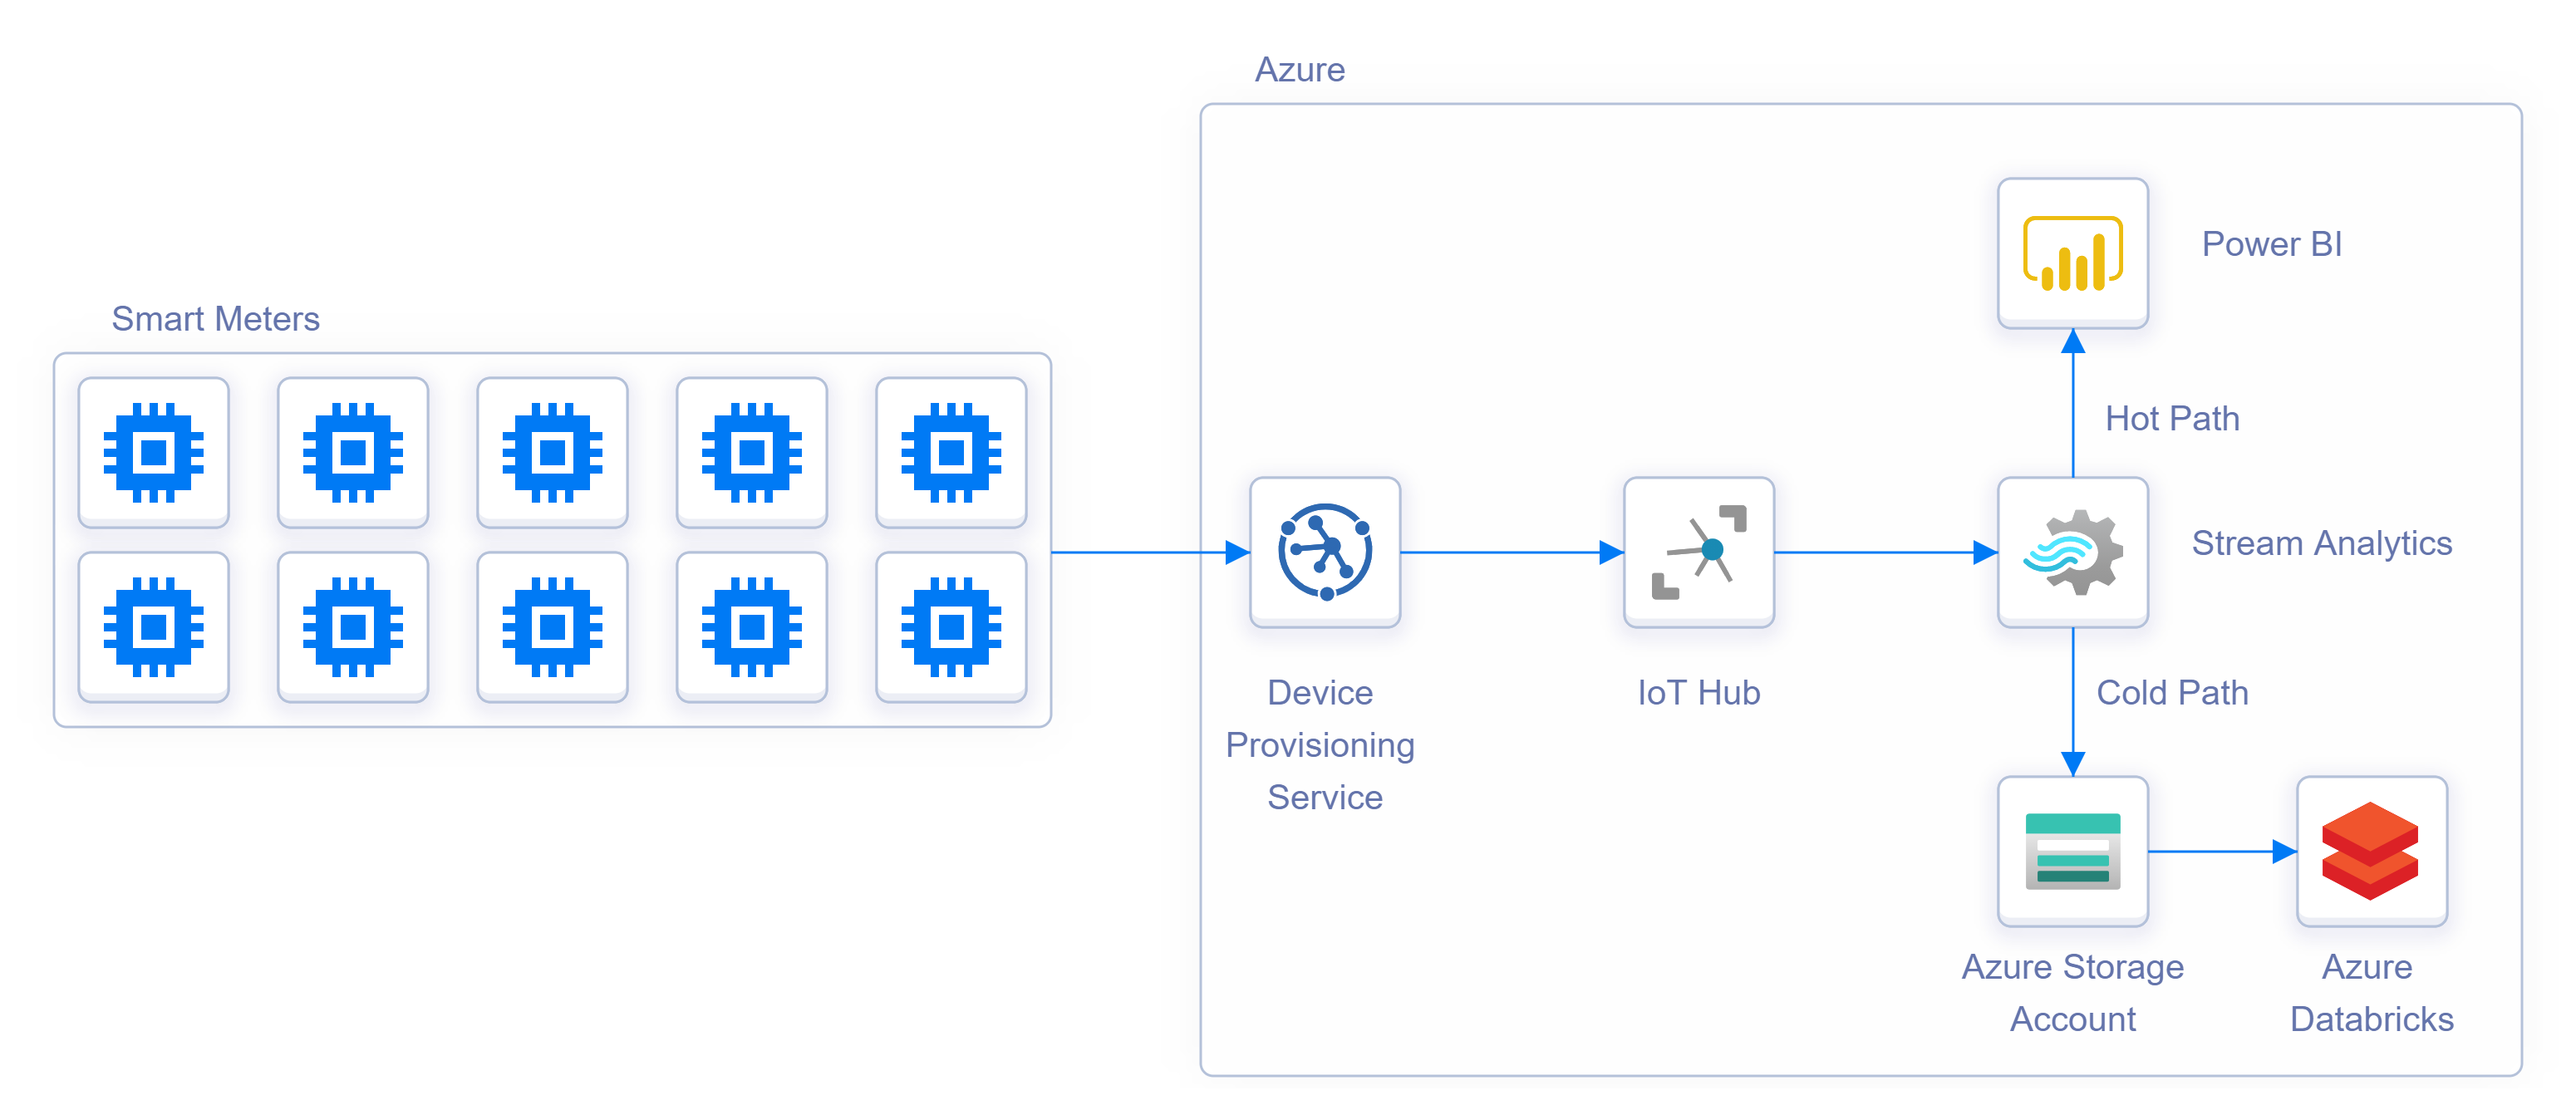 Azure
Power BI
Smart Meters
Hot Path
Stream Analytics
Device
Provisioning
Service
IoT Hub
Cold Path
Azure Storage
Account
Azure
Databricks